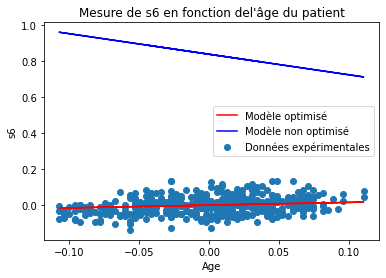 Mesure de s6 en fonction del'âge du patient
1.0
0.8
0.6
0.4
0.2
0.0
s6
Modèle optimisé
Modèle non optimisé
Données expérimentales
−0.10
−0.05
0.00
0.05
0.10
Age